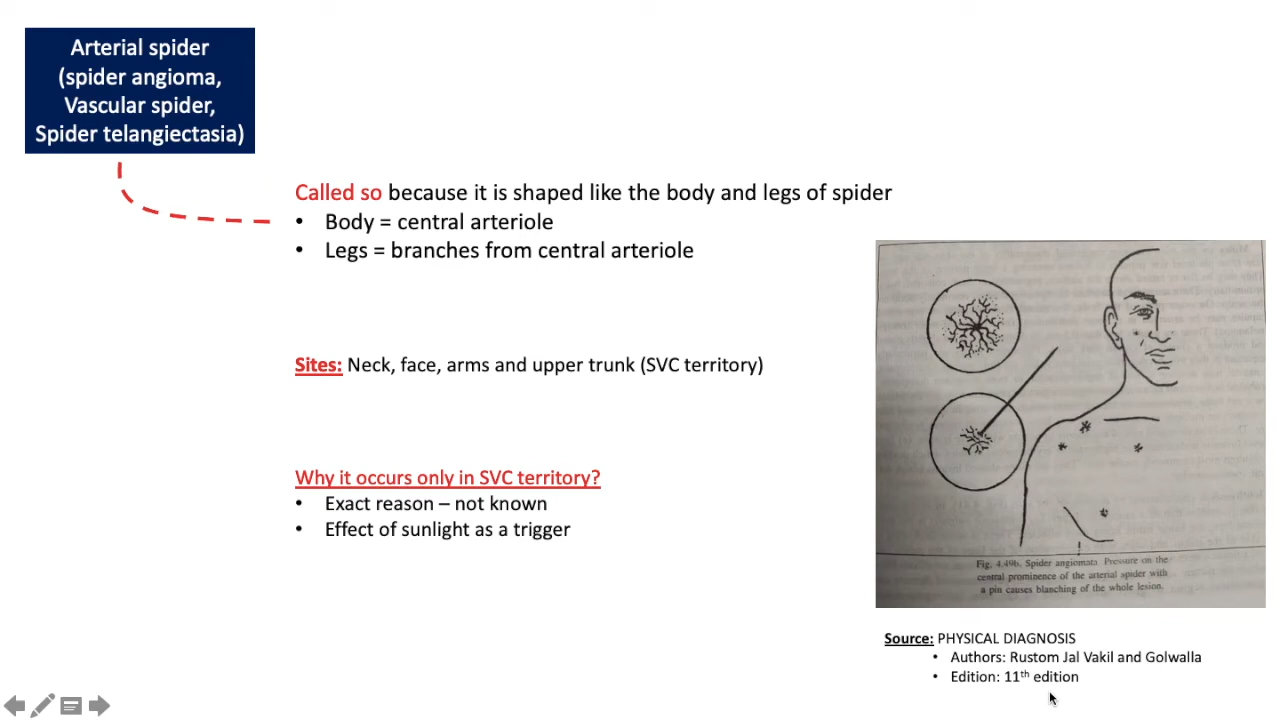 Arterial spider
(spider angioma,
Vascular spider,
Spider telangiectasia)
Called so because it is shaped like the body and legs of spider
• Body = central arteriole
• Legs = branches from central arteriole
Sites: Neck, face, arms and upper trunk (SVC territory)
Why it occurs only in SVC territory?
• Exact reason – not known
• Effect of sunlight as a trigger
Fig. 4.49b. Spider angiomata Pressure on the
central prominence of the arterial spider with
a pin causes blanching of the whole lesion.
Source: PHYSICAL DIAGNOSIS
• Authors: Rustom Jal Vakil and Golwalla
• Edition: 11th edition